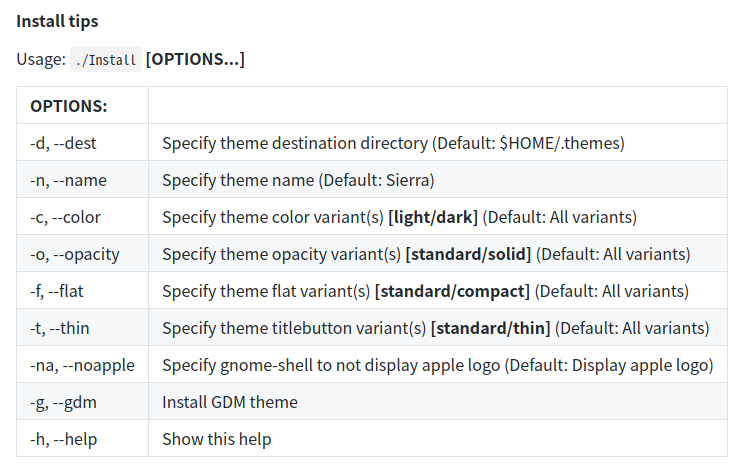 Install tips
Usage: ./Install [OPTIONS...]
OPTIONS:
-d, --dest Specify theme destination directory (Default: $HOME/.themes)
-n, --name Specify theme name (Default: Sierra)
-c, --color Specify theme color variant(s) [light/dark] (Default: All variants)
-o, --opacity Specify theme opacity variant(s) [standard/solid] (Default: All variants)
-f, --flat Specify theme flat variant(s) [standard/compact] (Default: All variants)
-t, --thin Specify theme titlebutton variant(s) [standard/thin] (Default: All variants)
-na, --noapple Specify gnome-shell to not display apple logo (Default: Display apple logo)
-g, --gdm Install GDM theme
-h, --help Show this help